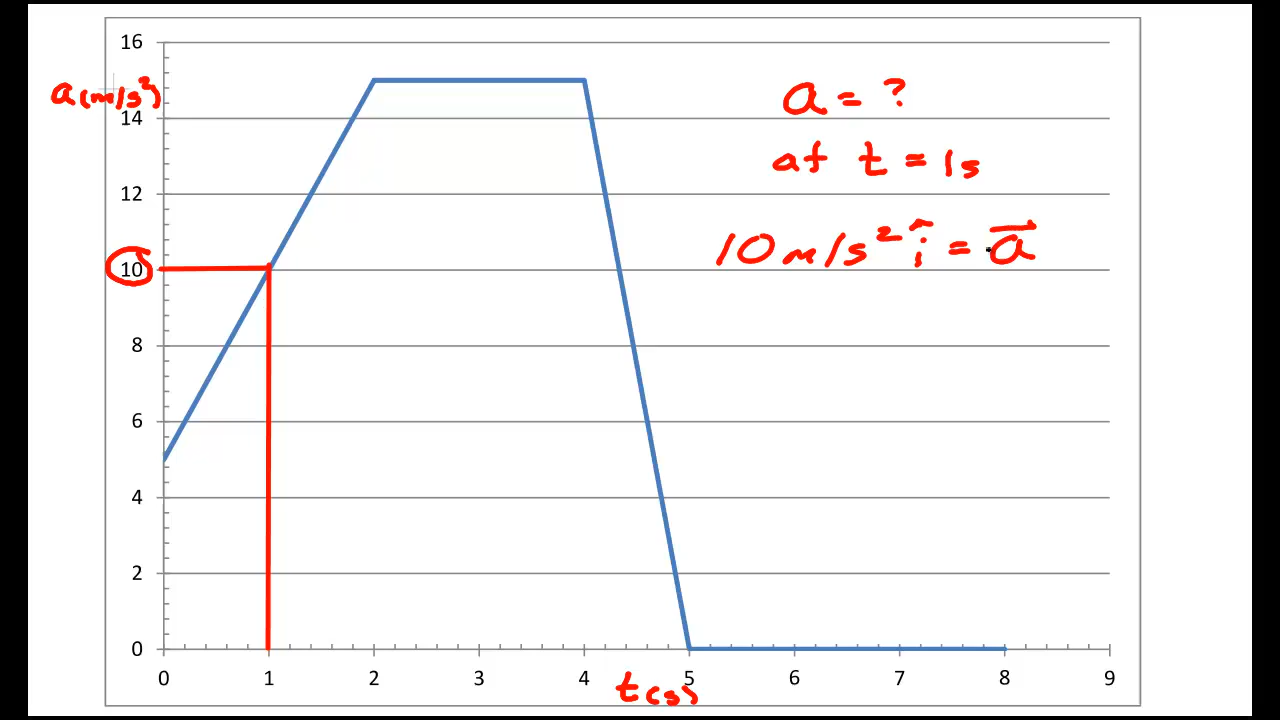 16
a(m/s²)
14
12
10
8
6
4
2
0
0 1 2 3 4 5 6 7 8 9
t(s)
a = ?
at t = 1s
10 m/s² î = a⃗